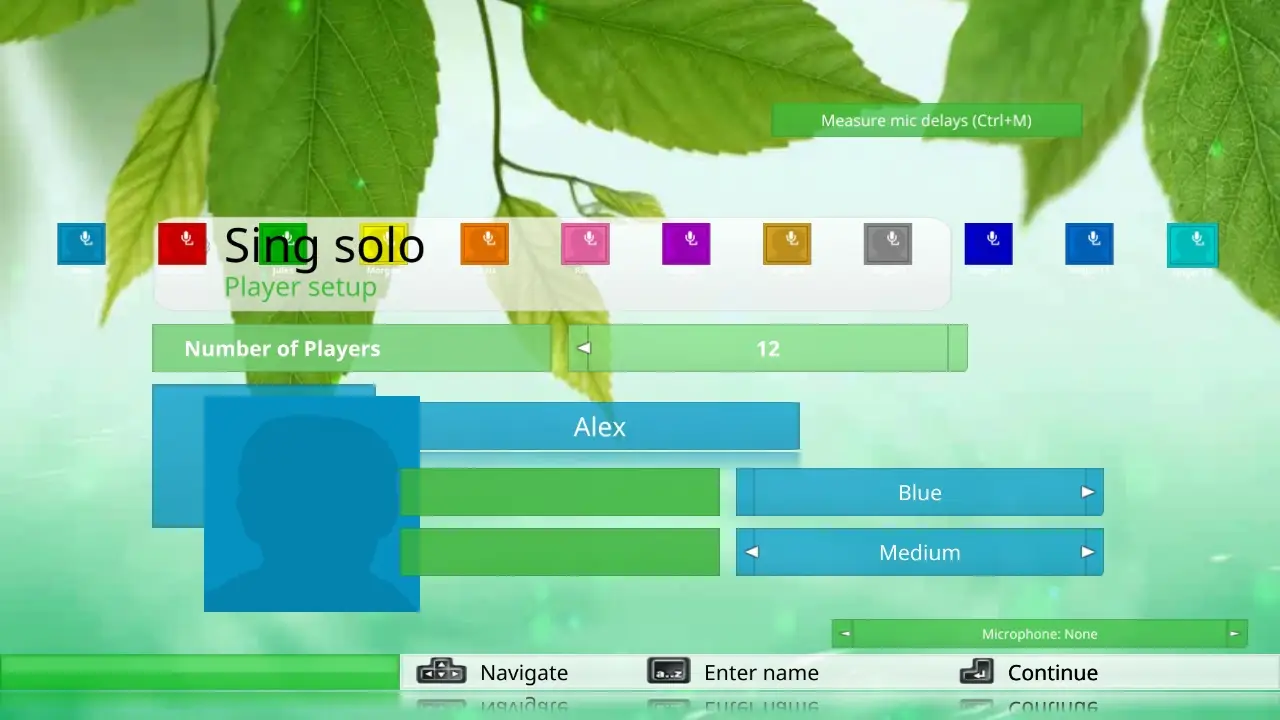 Measure mic delays (Ctrl+M)
Sing solo
Player setup
Number of Players
12
Alex
Blue
Medium
Microphone: None
Navigate
Enter name
Continue